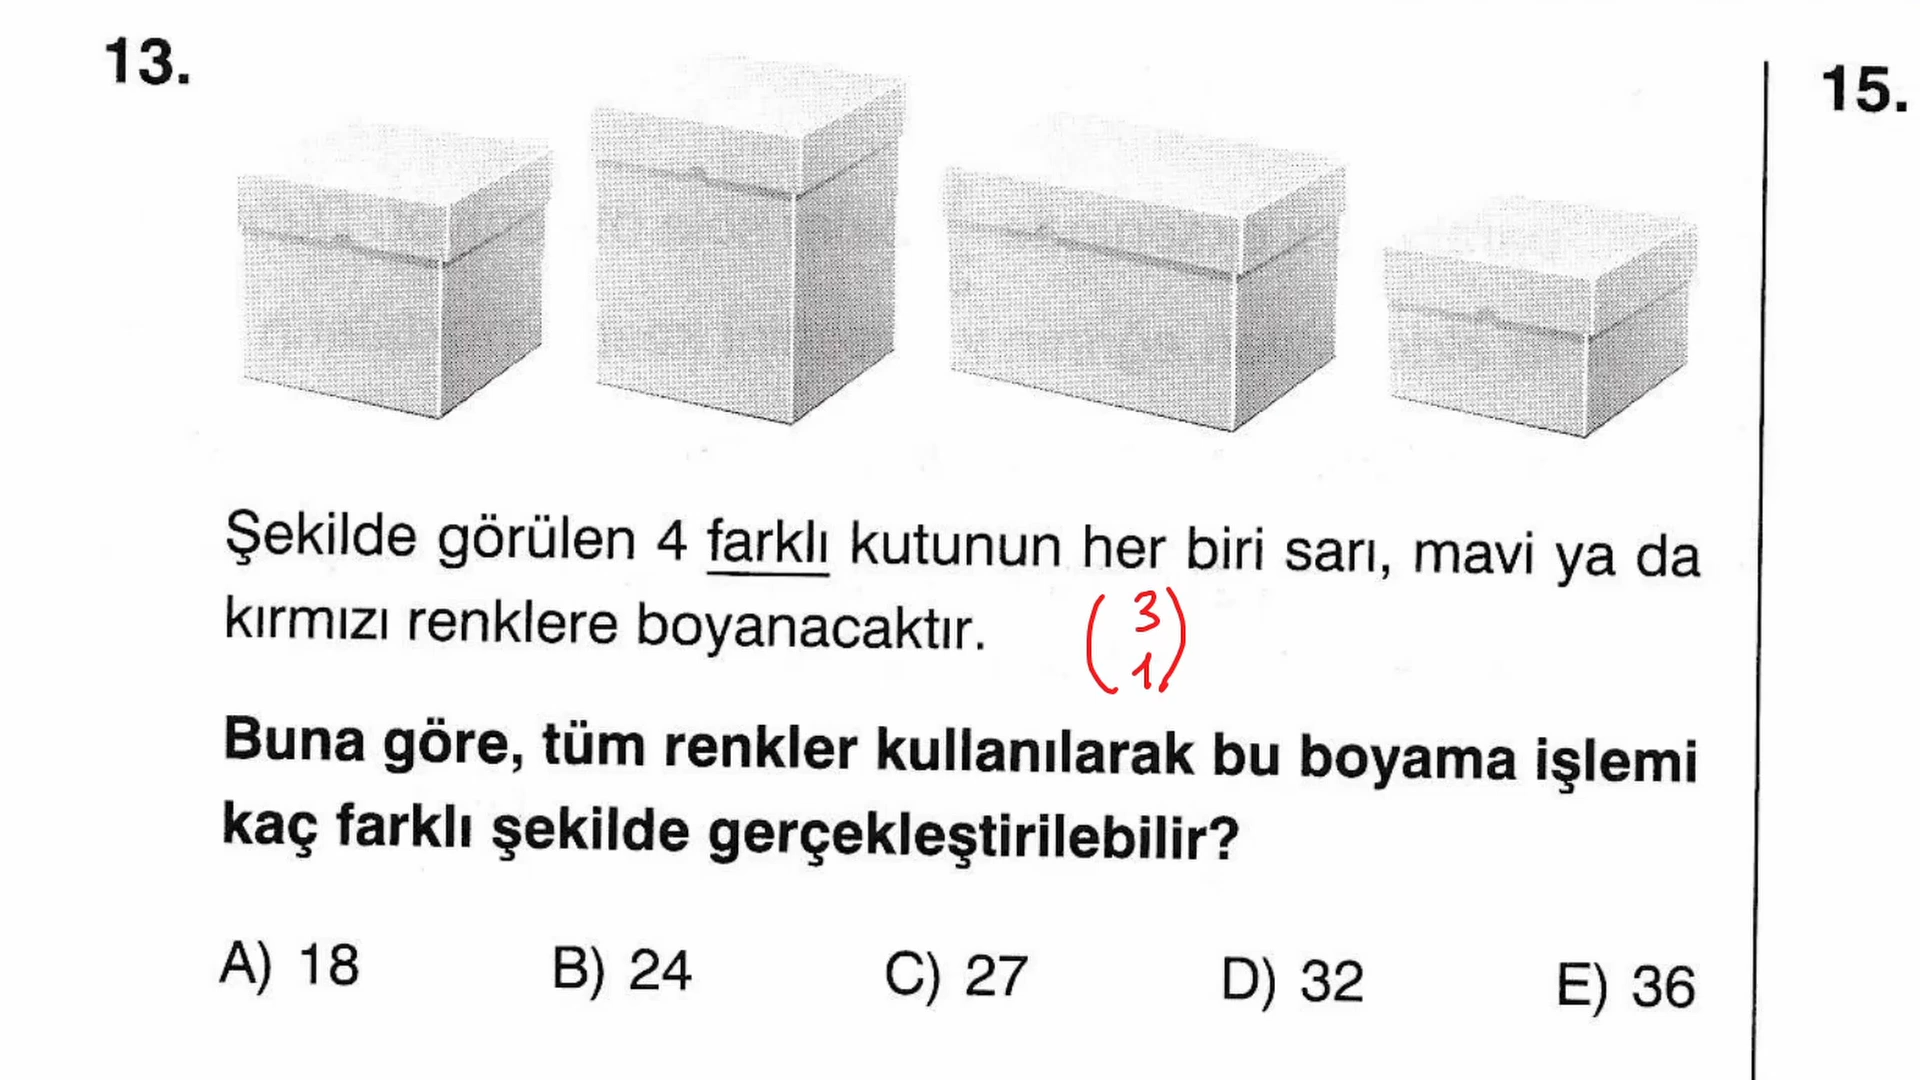 13.
15.
Şekilde görülen 4 farklı kutunun her biri sarı, mavi ya da
kırmızı renklere boyanacaktır.
(3
1)
Buna göre, tüm renkler kullanılarak bu boyama işlemi
kaç farklı şekilde gerçekleştirilebilir?
A) 18 B) 24 C) 27 D) 32 E) 36